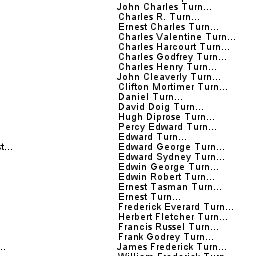 John Charles Turn...
Charles R. Turn...
Ernest Charles Turn...
Charles Valentine Turn...
Charles Harcourt Turn...
Charles Godfrey Turn...
Charles Henry Turn...
John Cleaverly Turn...
Clifton Mortimer Turn...
Daniel Turn...
David Doig Turn...
Hugh Diprose Turn...
Percy Edward Turn...
Edward Turn...
t... Edward George Turn...
Edward Sydney Turn...
Edwin George Turn...
Edwin Robert Turn...
Ernest Tasman Turn...
Ernest Turn...
Frederick Everard Turn...
Herbert Fletcher Turn...
Francis Russel Turn...
Frank Godrey Turn...
... James Frederick Turn...
William Frederick Turn...